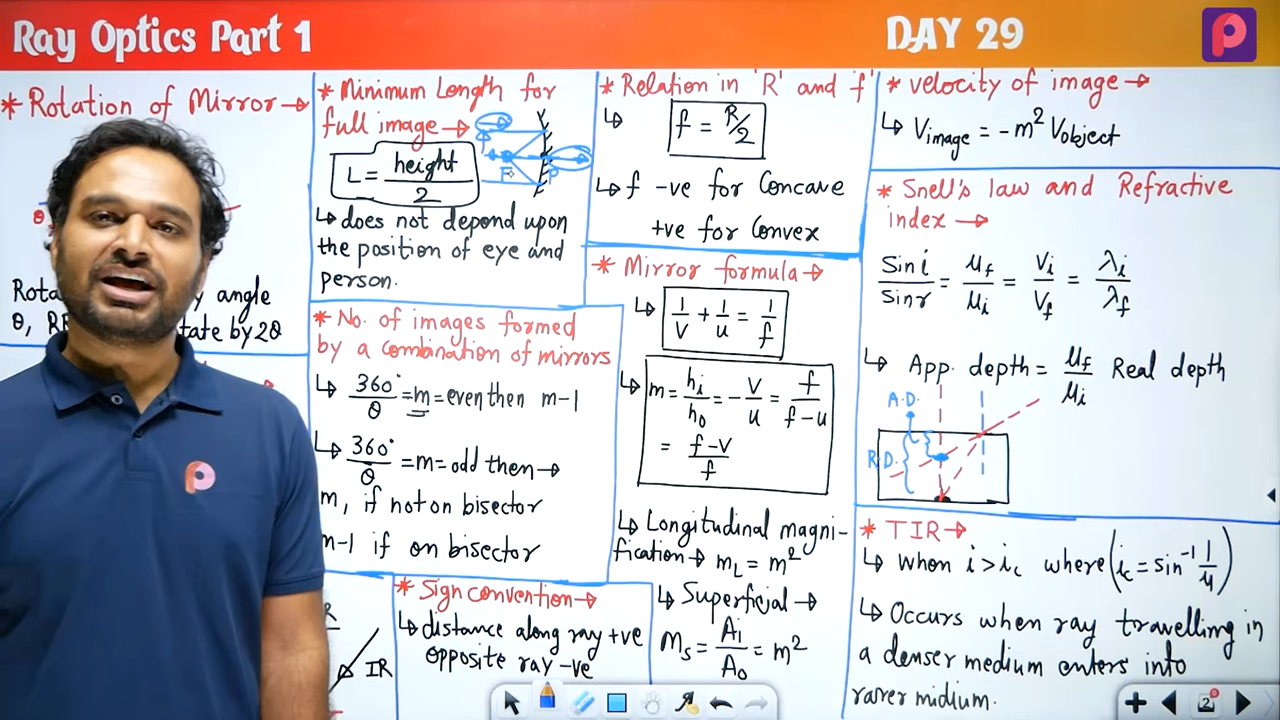 Ray Optics Part 1
DAY 29
* Rotation of Mirror →
θ
Rota
angle
θ, R
tate by 2θ
* Minimum Length for
full image →
F
P
L = height/2
↳ does not depend upon
the position of eye and
person.
* No. of images formed
by a combination of mirrors
↳ 360°/θ = m = even then m-1
↳ 360°/θ = m = odd then →
m, if not on bisector
m-1 if on bisector
R
IR
* Sign convention →
↳ distance along ray +ve
opposite ray -ve
* Relation in 'R' and f'
↳ f = R/2
↳ f -ve for Concave
+ve for Convex
* Mirror formula →
↳ 1/v + 1/u = 1/f
↳ m = hi/ho = -v/u = f/f-u
= f-v/f
↳ Longitudinal magni-
fication → mL = m²
↳ Superficial →
ms = Ai/Ao = m²
* velocity of image →
↳ Vimage = -m² Vobject
* Snell's law and Refractive
index →
Sin i/sin r = μf/μi = Vi/Vf = λi/λf
↳ App. depth = μf/μi Real depth
A.D.
R.D.
* TIR →
↳ When i > ic where (ic = sin⁻¹ 1/μ)
↳ Occurs when ray travelling in
a denser medium enters into
rarer midium.
2